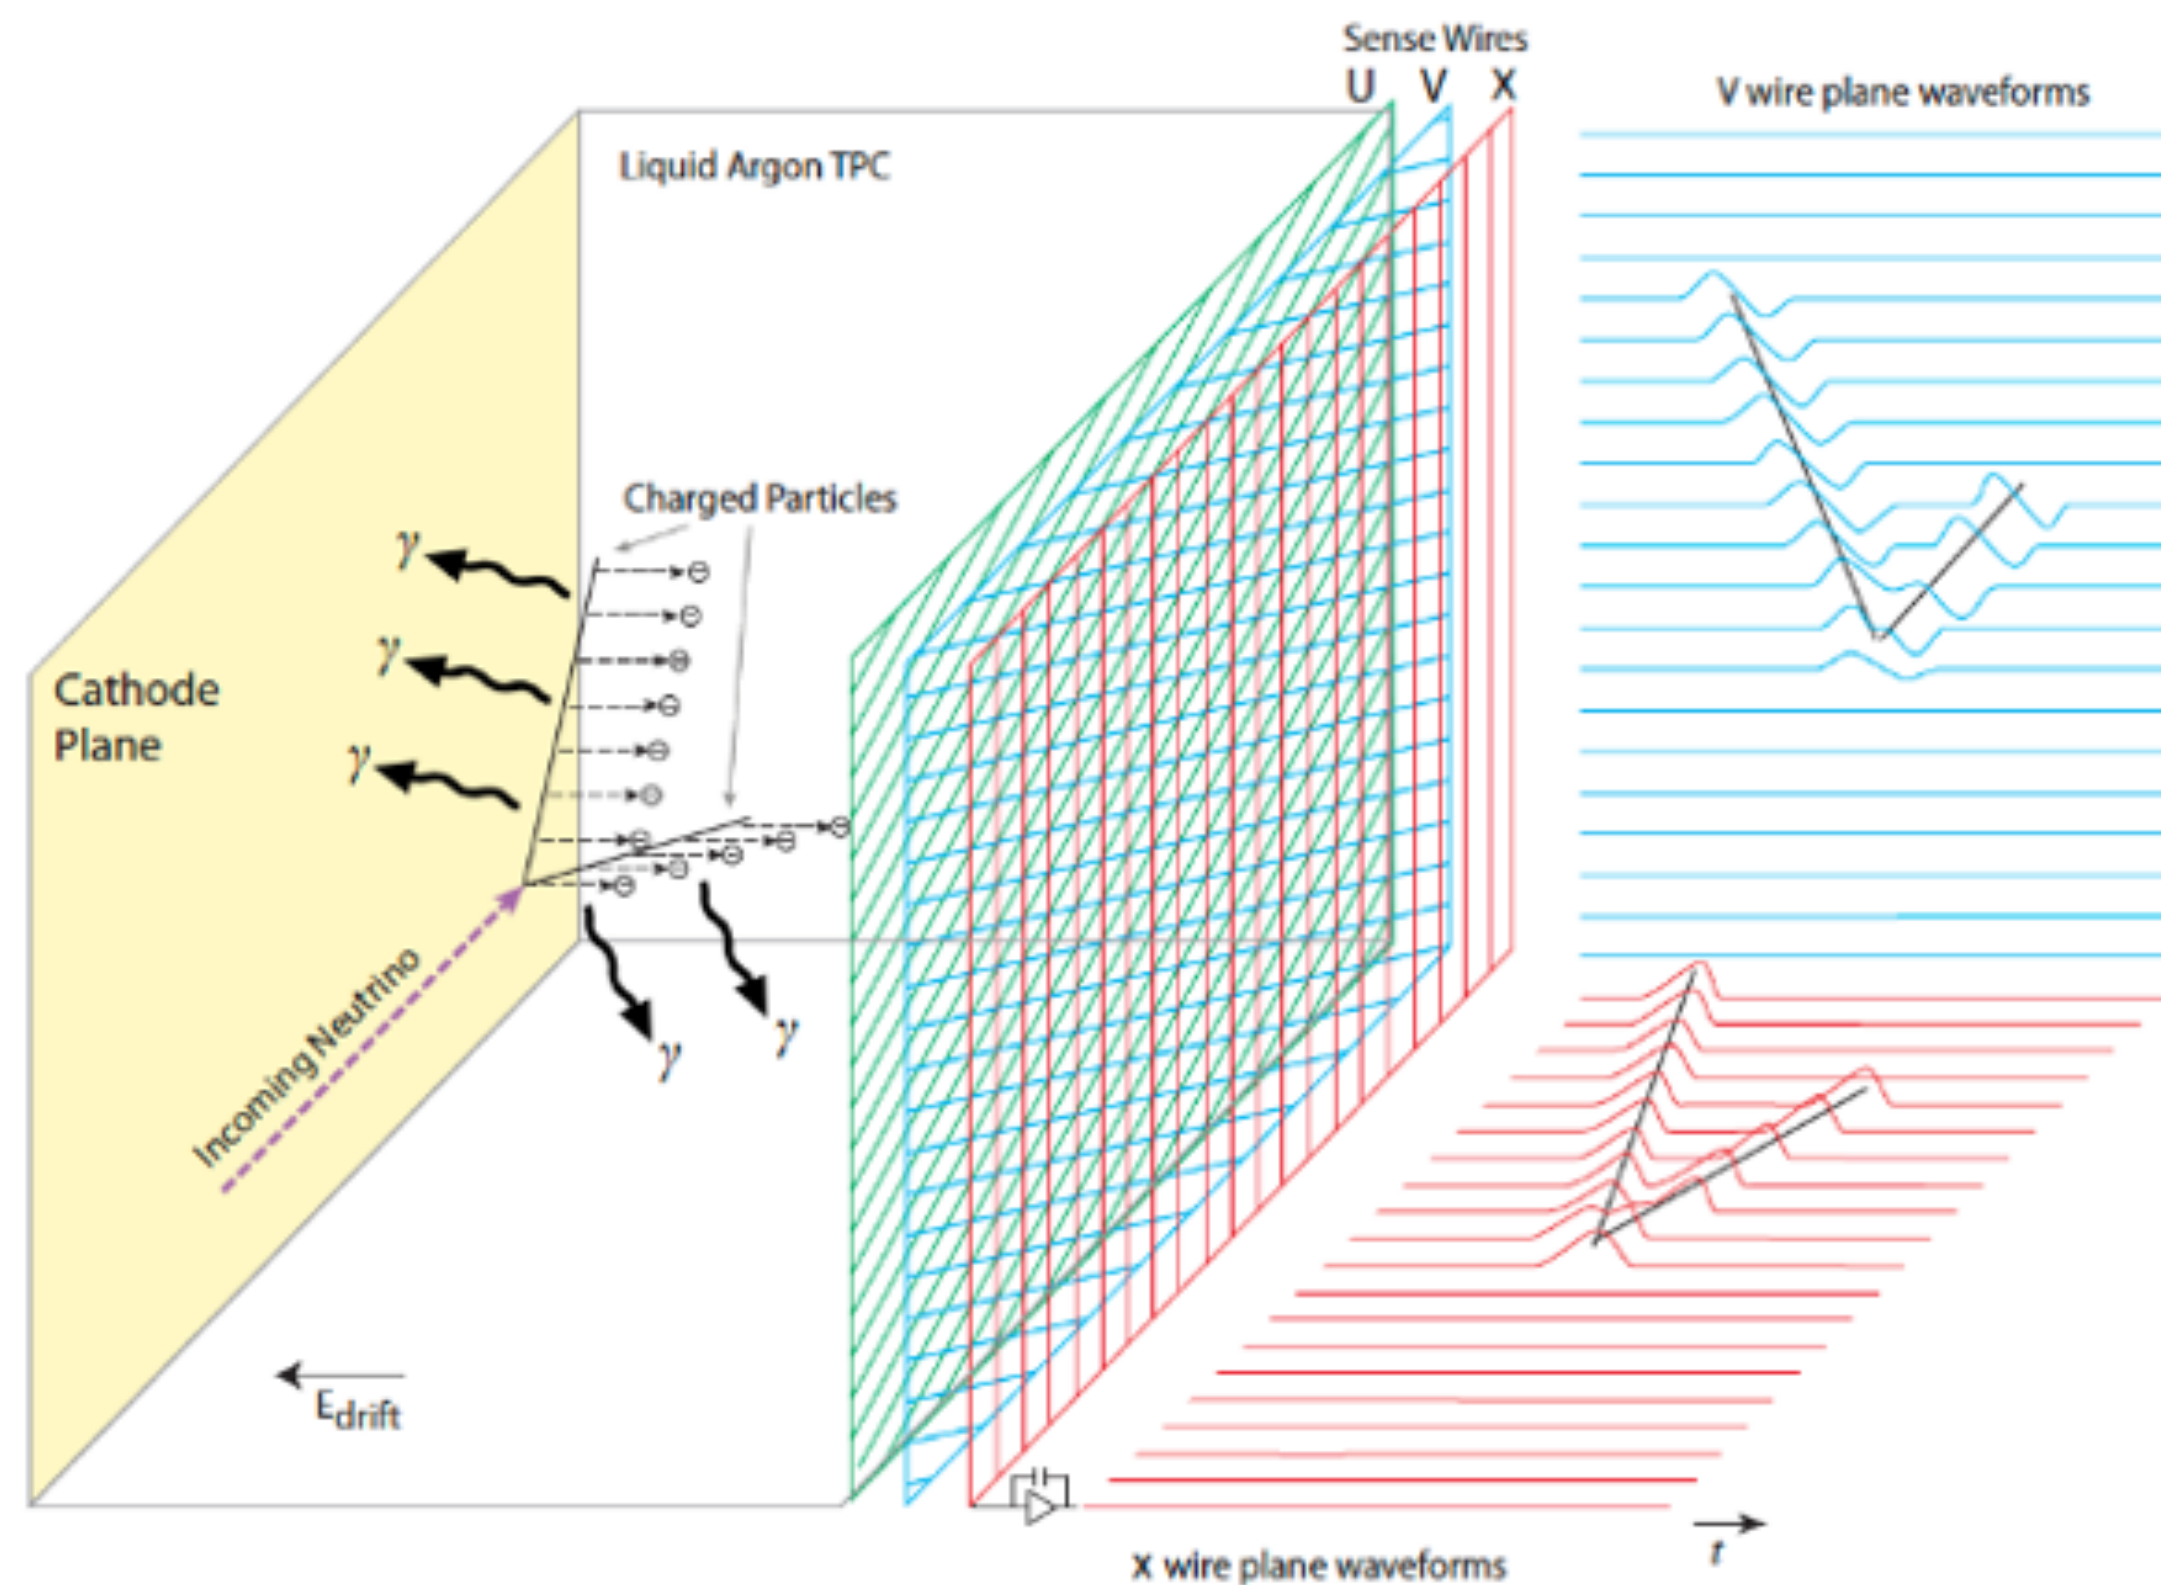 Sense Wires
U V X
V wire plane waveforms
Liquid Argon TPC
Charged Particles
γ
γ
γ
Cathode
Plane
Incoming Neutrino
γ
γ
Edrift
t
X wire plane waveforms